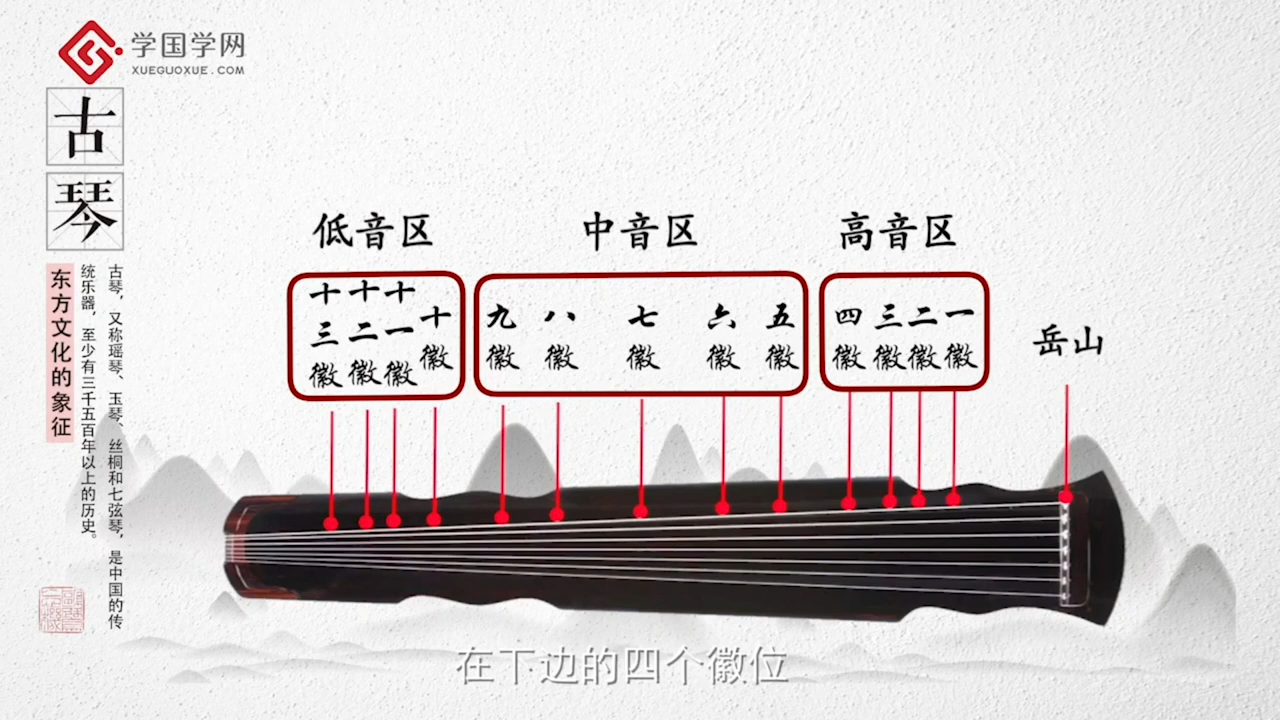 学国学网
XUEGUOXUE.COM
古琴
东方文化的象征
古琴，又称瑶琴、玉琴、丝桐和七弦琴，是中国的传
统乐器，至少有三千五百年以上的历史。
低音区
中音区
高音区
十三徽
十二徽
十一徽
十徽
九徽
八徽
七徽
六徽
五徽
四徽
三徽
二徽
一徽
岳山
在下边的四个徽位